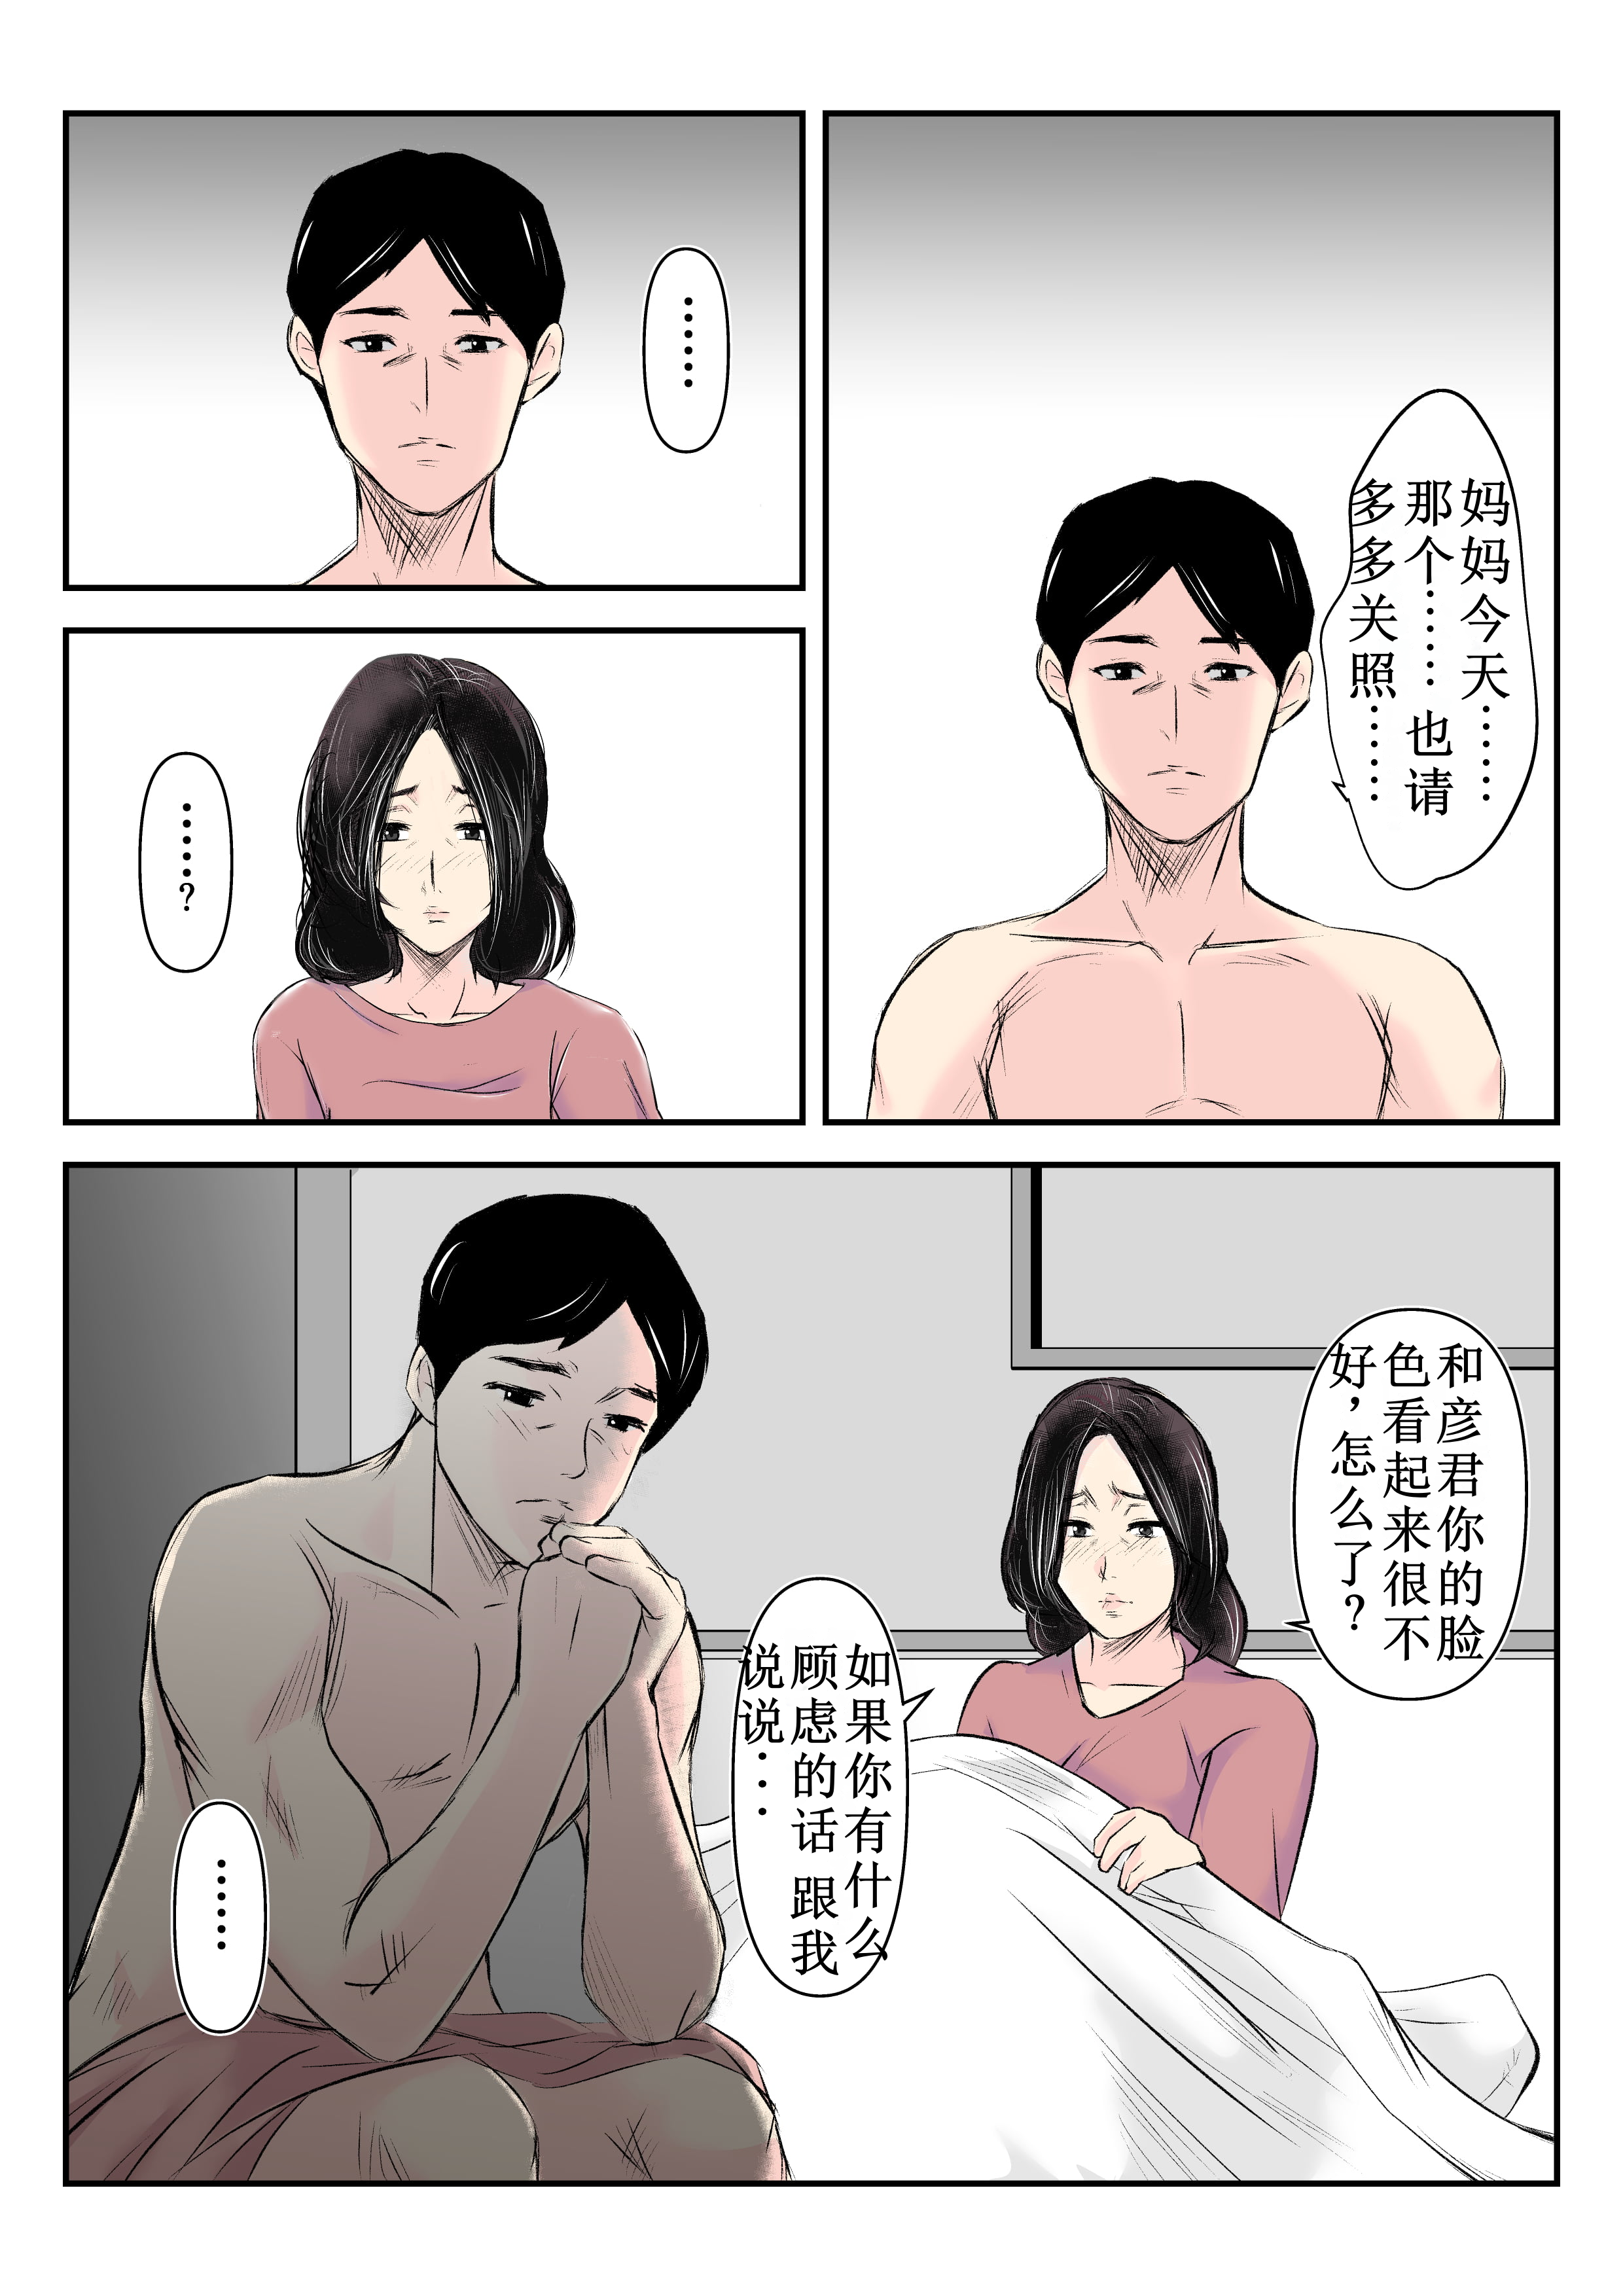 妈妈今天……
那个……也请
多多关照……
……
……?
和彦君你的脸
色看起来很不
好，怎么了?
如果你有什么
顾虑的话 跟我
说说...
……